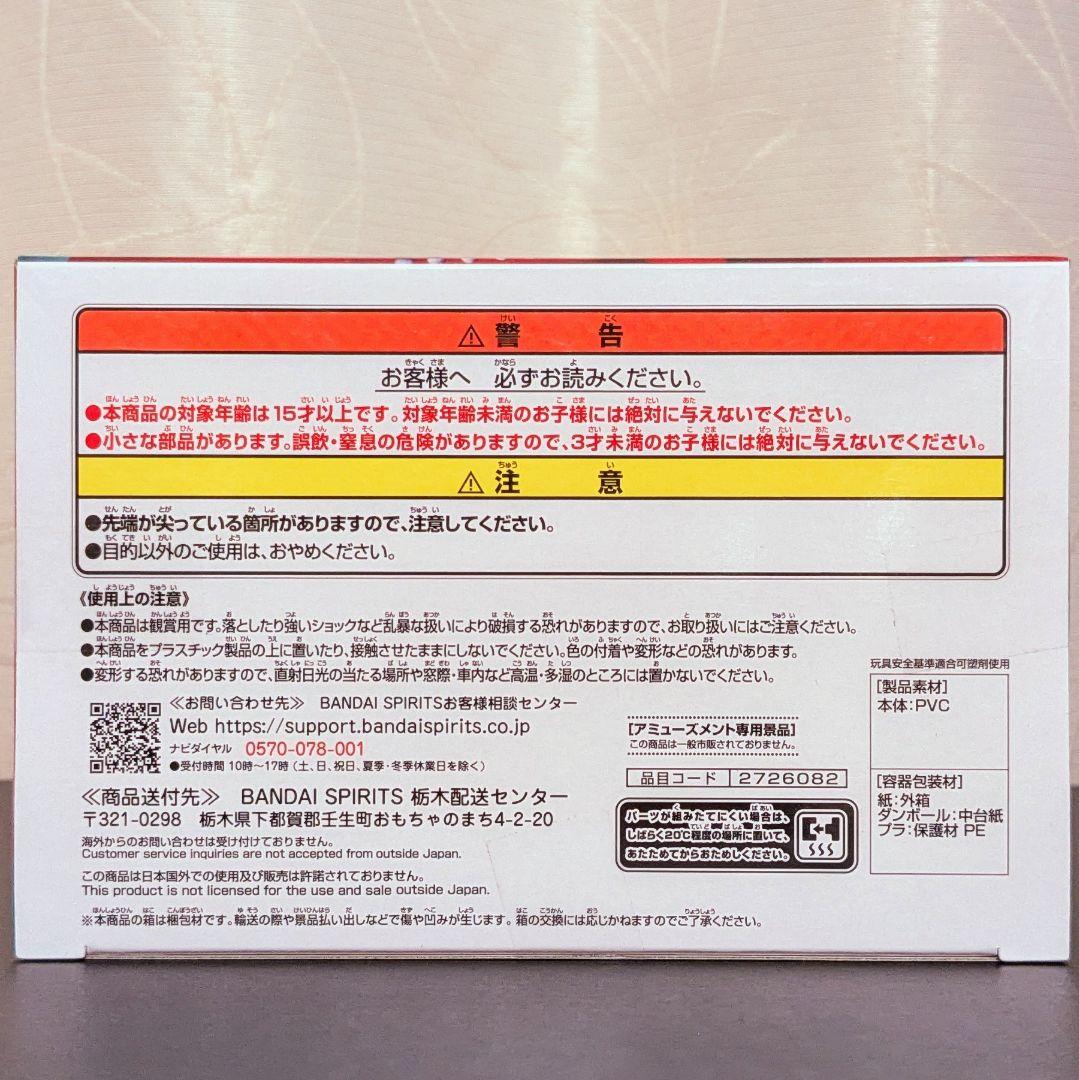 ⚠警告
お客様へ 必ずお読みください。
●本商品の対象年齢は15才以上です。対象年齢未満のお子様には絶対に与えないでください。
●小さな部品があります。誤飲・窒息の危険がありますので、3才未満のお子様には絶対に与えないでください。
⚠注意
●先端が尖っている箇所がありますので、注意してください。
●目的以外のご使用は、おやめください。
《使用上の注意》
●本商品は観賞用です。落としたり強いショックなど乱暴な扱いにより破損する恐れがありますので、お取り扱いにはご注意ください。
●本商品をプラスチック製品の上に置いたり、接触させたままにしないでください。色の付着や変形などの恐れがあります。
●変形する恐れがありますので、直射日光の当たる場所や窓際・車内など高温・多湿のところには置かないでください。
≪お問い合わせ先≫ BANDAI SPIRITSお客様相談センター
Web https://support.bandaispirits.co.jp
ナビダイヤル 0570-078-001
●受付時間 10時〜17時(土、日、祝日、夏季・冬季休業日を除く)
≪商品送付先≫ BANDAI SPIRITS 栃木配送センター
〒321-0298 栃木県下都賀郡壬生町おもちゃのまち4-2-20
海外からのお問い合わせは受け付けておりません。
Customer service inquiries are not accepted from outside Japan.
この商品は日本国外での使用及び販売は許諾されておりません。
This product is not licensed for the use and sale outside Japan.
※本商品の箱は梱包材です。輸送の際や景品払い出しなどで傷や凹みが生じます。箱の交換には応じかねますのでご了承ください。
[アミューズメント専用景品]
この商品は一般市販されておりません。
品目コード 2726082
パーツが組みたてにくい場合は、
しばらく20℃程度の場所に置いて、
あたためてからおためしください。
玩具安全基準適合可塑剤使用
[製品素材]
本体:PVC
[容器包装材]
紙:外箱
ダンボール:中台紙
プラ:保護材 PE